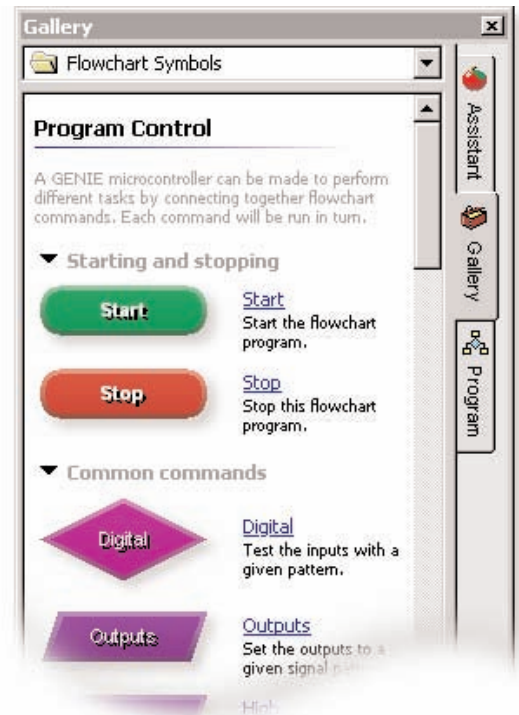 Gallery
Flowchart Symbols
Program Control
A GENIE microcontroller can be made to perform
different tasks by connecting together flowchart
commands. Each command will be run in turn.
Starting and stopping
Start
Start
Start the flowchart
program.
Stop
Stop
Stop this flowchart
program.
Common commands
Digital
Digital
Test the inputs with a
given pattern.
Outputs
Outputs
Set the outputs to a
given signal
High
Assistant
Gallery
Program